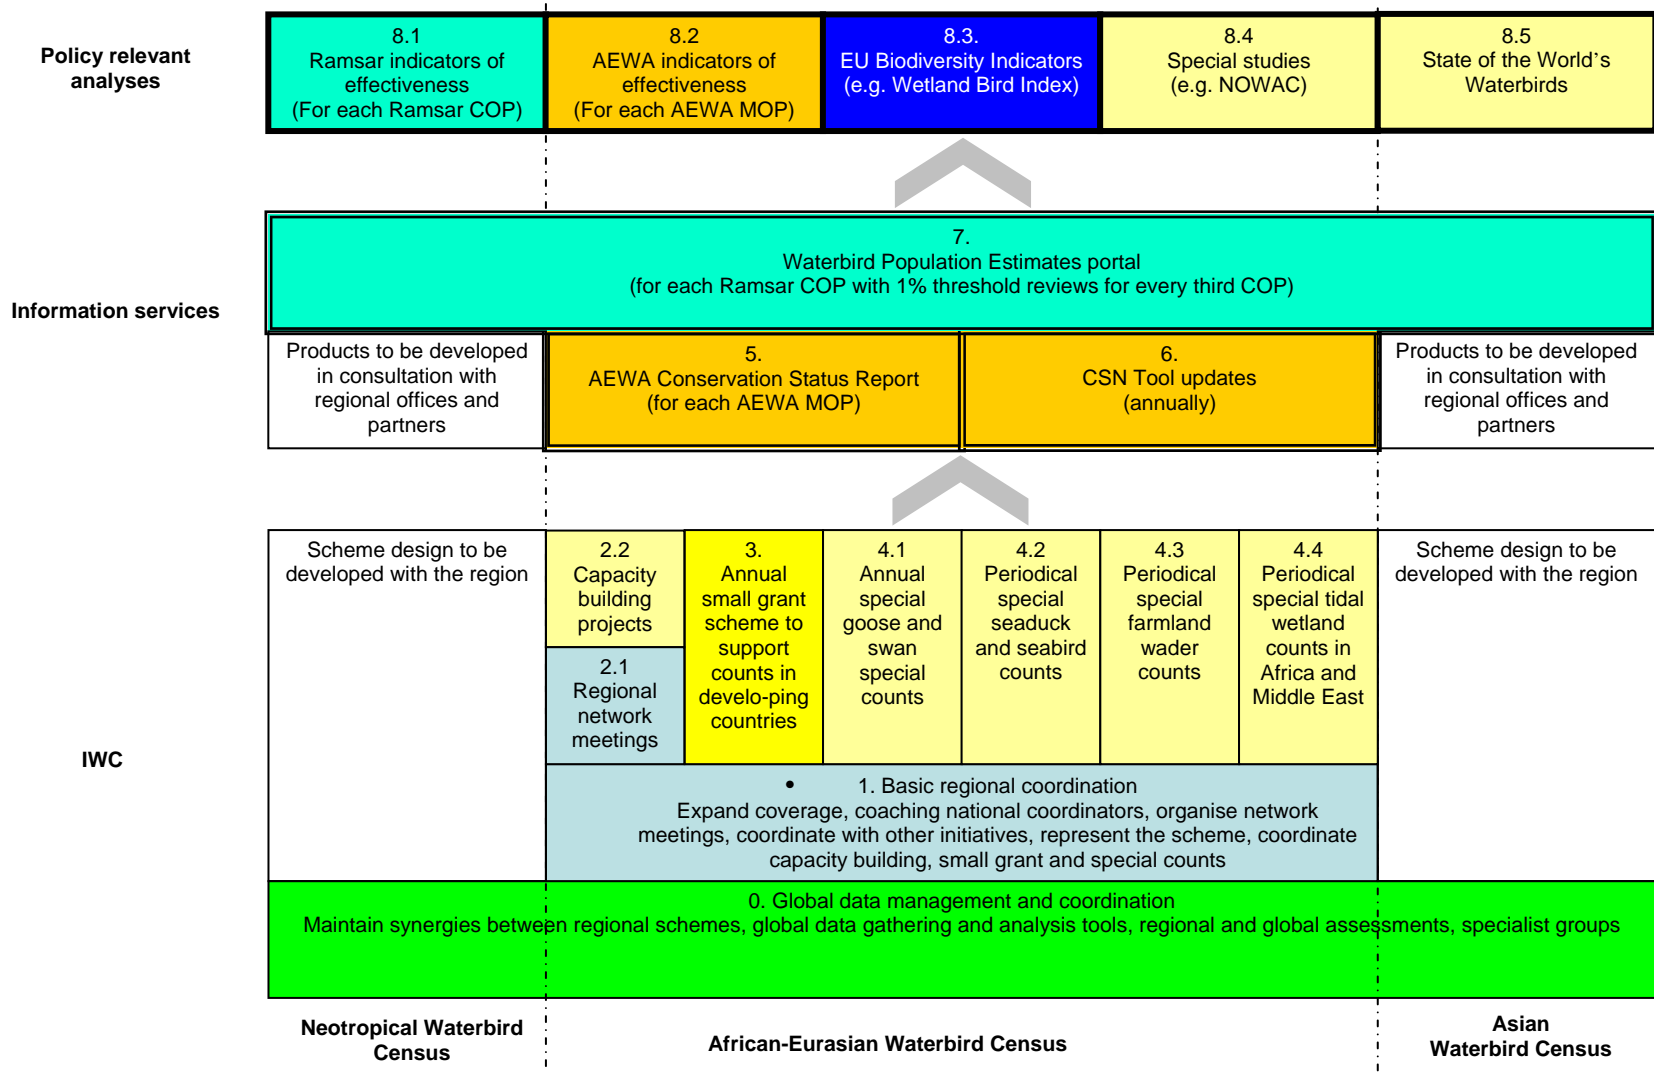 Policy relevant
analyses
8.1
Ramsar indicators of
effectiveness
(For each Ramsar COP)
8.2
AEWA indicators of
effectiveness
(For each AEWA MOP)
8.3.
EU Biodiversity Indicators
(e.g. Wetland Bird Index)
8.4
Special studies
(e.g. NOWAC)
8.5
State of the World's
Waterbirds
Information services
7.
Waterbird Population Estimates portal
(for each Ramsar COP with 1% threshold reviews for every third COP)
Products to be developed
in consultation with
regional offices and
partners
5.
AEWA Conservation Status Report
(for each AEWA MOP)
6.
CSN Tool updates
(annually)
Products to be developed
in consultation with
regional offices and
partners
IWC
Scheme design to be
developed with the region
2.2
Capacity
building
projects
2.1
Regional
network
meetings
3.
Annual
small grant
scheme to
support
counts in
develo-ping
countries
4.1
Annual
special
goose and
swan
special
counts
4.2
Periodical
special
seaduck
and seabird
counts
4.3
Periodical
special
farmland
wader
counts
4.4
Periodical
special tidal
wetland
counts in
Africa and
Middle East
Scheme design to be
developed with the region
• 1. Basic regional coordination
Expand coverage, coaching national coordinators, organise network
meetings, coordinate with other initiatives, represent the scheme, coordinate
capacity building, small grant and special counts
0. Global data management and coordination
Maintain synergies between regional schemes, global data gathering and analysis tools, regional and global assessments, specialist groups
Neotropical Waterbird
Census
African-Eurasian Waterbird Census
Asian
Waterbird Census